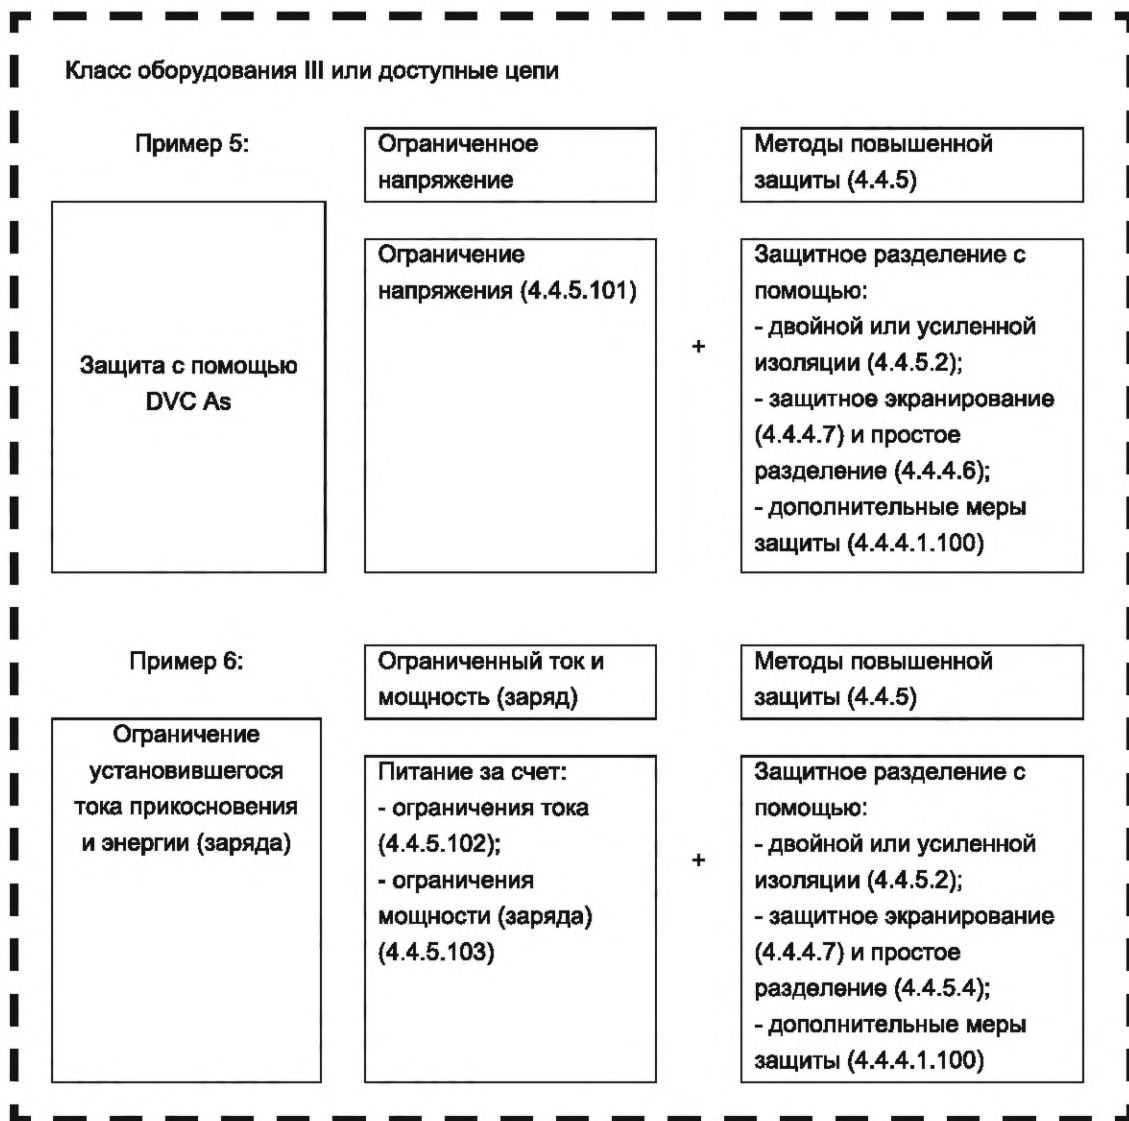 Класс оборудования III или доступные цепи
Пример 5:
Ограниченное
напряжение
Методы повышенной
защиты (4.4.5)
Защита с помощью
DVC As
Ограничение
напряжения (4.4.5.101)
+
Защитное разделение с
помощью:
- двойной или усиленной
изоляции (4.4.5.2);
- защитное экранирование
(4.4.4.7) и простое
разделение (4.4.4.6);
- дополнительные меры
защиты (4.4.4.1.100)
Пример 6:
Ограниченный ток и
мощность (заряд)
Методы повышенной
защиты (4.4.5)
Ограничение
установившегося
тока прикосновения
и энергии (заряда)
Питание за счет:
- ограничения тока
(4.4.5.102);
- ограничения
мощности (заряда)
(4.4.5.103)
+
Защитное разделение с
помощью:
- двойной или усиленной
изоляции (4.4.5.2);
- защитное экранирование
(4.4.4.7) и простое
разделение (4.4.5.4);
- дополнительные меры
защиты (4.4.4.1.100)